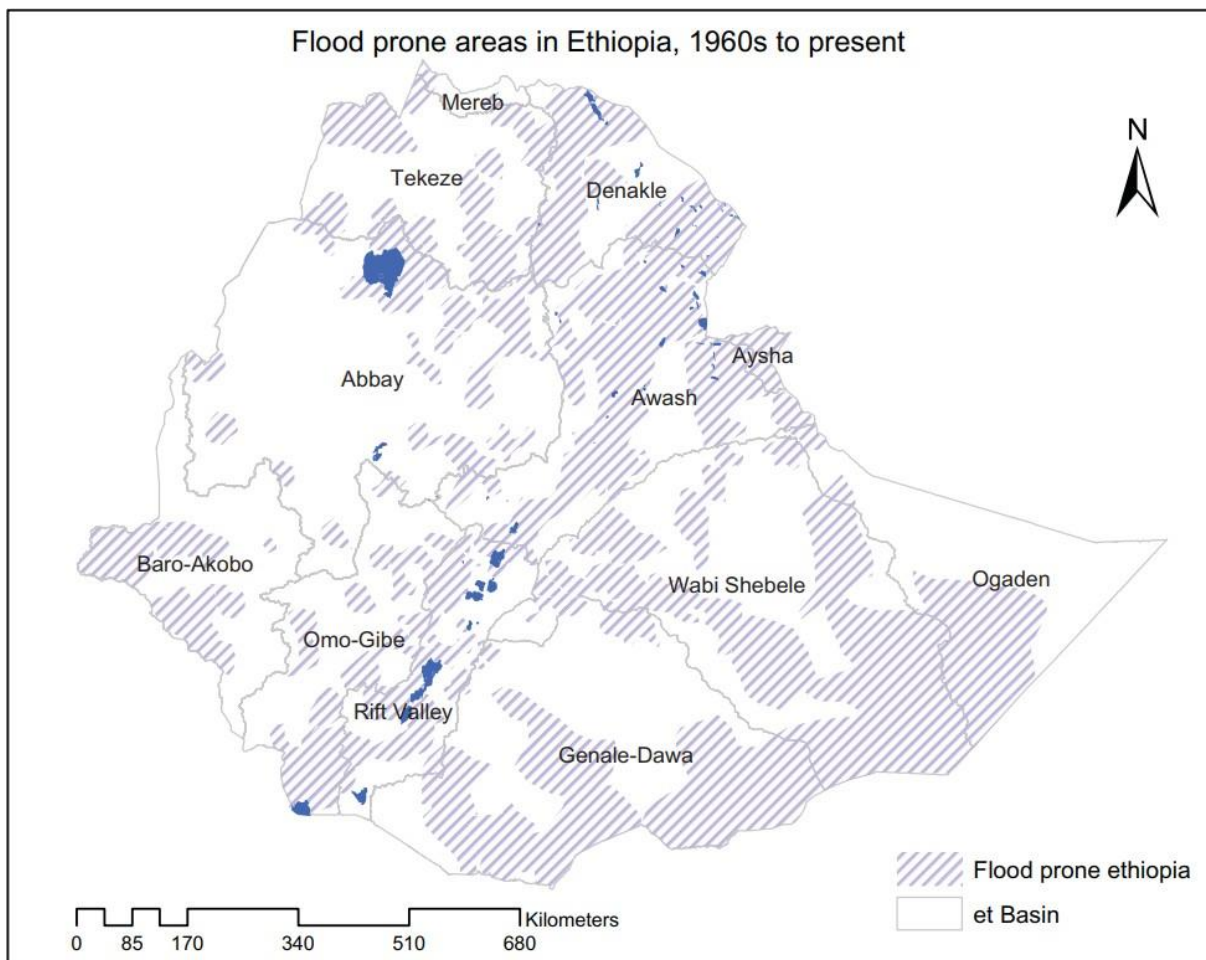 Flood prone areas in Ethiopia, 1960s to present
N
Mereb
Tekeze
Denakle
Aysha
Abbay
Awash
Baro-Akobo
Wabi Shebele
Ogaden
Omo-Gibe
Rift Valley
Genale-Dawa
Flood prone ethiopia
et Basin
Kilometers
0 85 170 340 510 680